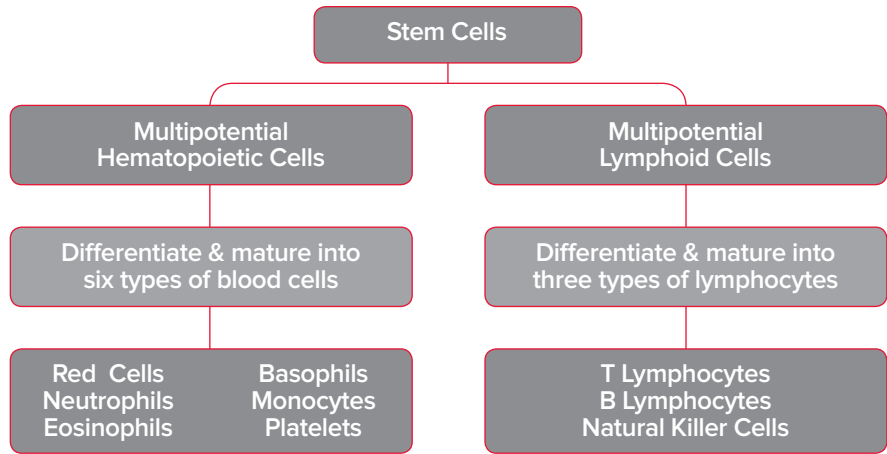 Stem Cells
Multipotential
Hematopoietic Cells
Multipotential
Lymphoid Cells
Differentiate & mature into
six types of blood cells
Differentiate & mature into
three types of lymphocytes
Red Cells
Neutrophils
Eosinophils
Basophils
Monocytes
Platelets
T Lymphocytes
B Lymphocytes
Natural Killer Cells